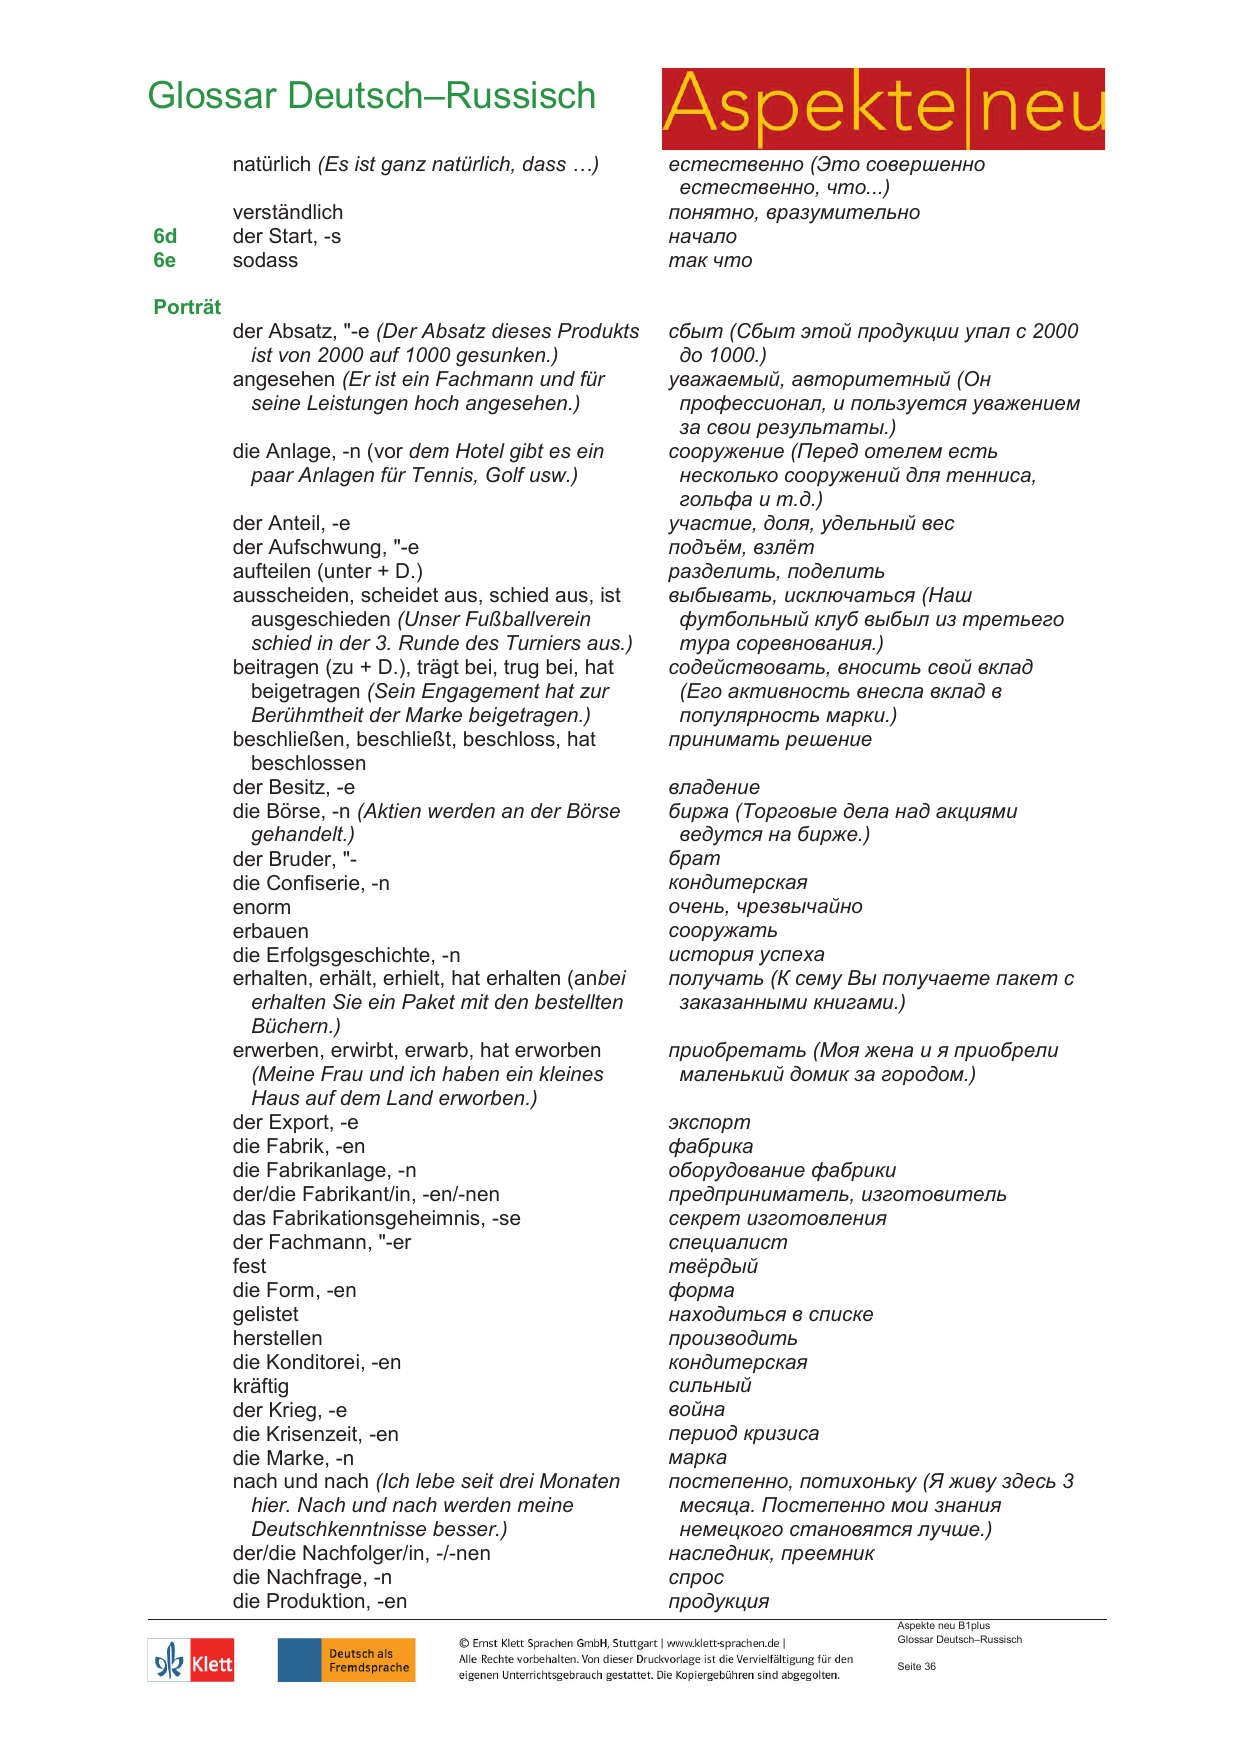 Glossar Deutsch–Russisch
Aspekte|neu
natürlich (Es ist ganz natürlich, dass …) естественно (Это совершенно
естественно, что...)
verständlich понятно, вразумительно
6d der Start, -s начало
6e sodass так что
Porträt
der Absatz, "-e (Der Absatz dieses Produkts сбыт (Сбыт этой продукции упал с 2000
ist von 2000 auf 1000 gesunken.) до 1000.)
angesehen (Er ist ein Fachmann und für уважаемый, авторитетный (Он
seine Leistungen hoch angesehen.) профессионал, и пользуется уважением
за свои результаты.)
die Anlage, -n (vor dem Hotel gibt es ein сооружение (Перед отелем есть
paar Anlagen für Tennis, Golf usw.) несколько сооружений для тенниса,
гольфа и т.д.)
der Anteil, -e участие, доля, удельный вес
der Aufschwung, "-e подъём, взлёт
aufteilen (unter + D.) разделить, поделить
ausscheiden, scheidet aus, schied aus, ist выбывать, исключаться (Наш
ausgeschieden (Unser Fußballverein футбольный клуб выбыл из третьего
schied in der 3. Runde des Turniers aus.) тура соревнования.)
beitragen (zu + D.), trägt bei, trug bei, hat содействовать, вносить свой вклад
beigetragen (Sein Engagement hat zur (Его активность внесла вклад в
Berühmtheit der Marke beigetragen.) популярность марки.)
beschließen, beschließt, beschloss, hat принимать решение
beschlossen
der Besitz, -e владение
die Börse, -n (Aktien werden an der Börse биржа (Торговые дела над акциями
gehandelt.) ведутся на бирже.)
der Bruder, "- брат
die Confiserie, -n кондитерская
enorm очень, чрезвычайно
erbauen сооружать
die Erfolgsgeschichte, -n история успеха
erhalten, erhält, erhielt, hat erhalten (anbei получать (К сему Вы получаете пакет с
erhalten Sie ein Paket mit den bestellten заказанными книгами.)
Büchern.)
erwerben, erwirbt, erwarb, hat erworben приобретать (Моя жена и я приобрели
(Meine Frau und ich haben ein kleines маленький домик за городом.)
Haus auf dem Land erworben.)
der Export, -e экспорт
die Fabrik, -en фабрика
die Fabrikanlage, -n оборудование фабрики
der/die Fabrikant/in, -en/-nen предприниматель, изготовитель
das Fabrikationsgeheimnis, -se секрет изготовления
der Fachmann, "-er специалист
fest твёрдый
die Form, -en форма
gelistet находиться в списке
herstellen производить
die Konditorei, -en кондитерская
kräftig сильный
der Krieg, -e война
die Krisenzeit, -en период кризиса
die Marke, -n марка
nach und nach (Ich lebe seit drei Monaten постепенно, потихоньку (Я живу здесь 3
hier. Nach und nach werden meine месяца. Постепенно мои знания
Deutschkenntnisse besser.) немецкого становятся лучше.)
der/die Nachfolger/in, -/-nen наследник, преемник
die Nachfrage, -n спрос
die Produktion, -en продукция
Klett
Deutsch als
Fremdsprache
© Ernst Klett Sprachen GmbH, Stuttgart | www.klett-sprachen.de |
Alle Rechte vorbehalten. Von dieser Druckvorlage ist die Vervielfältigung für den
eigenen Unterrichtsgebrauch gestattet. Die Kopiergebühren sind abgegolten.
Aspekte neu B1plus
Glossar Deutsch–Russisch
Seite 36